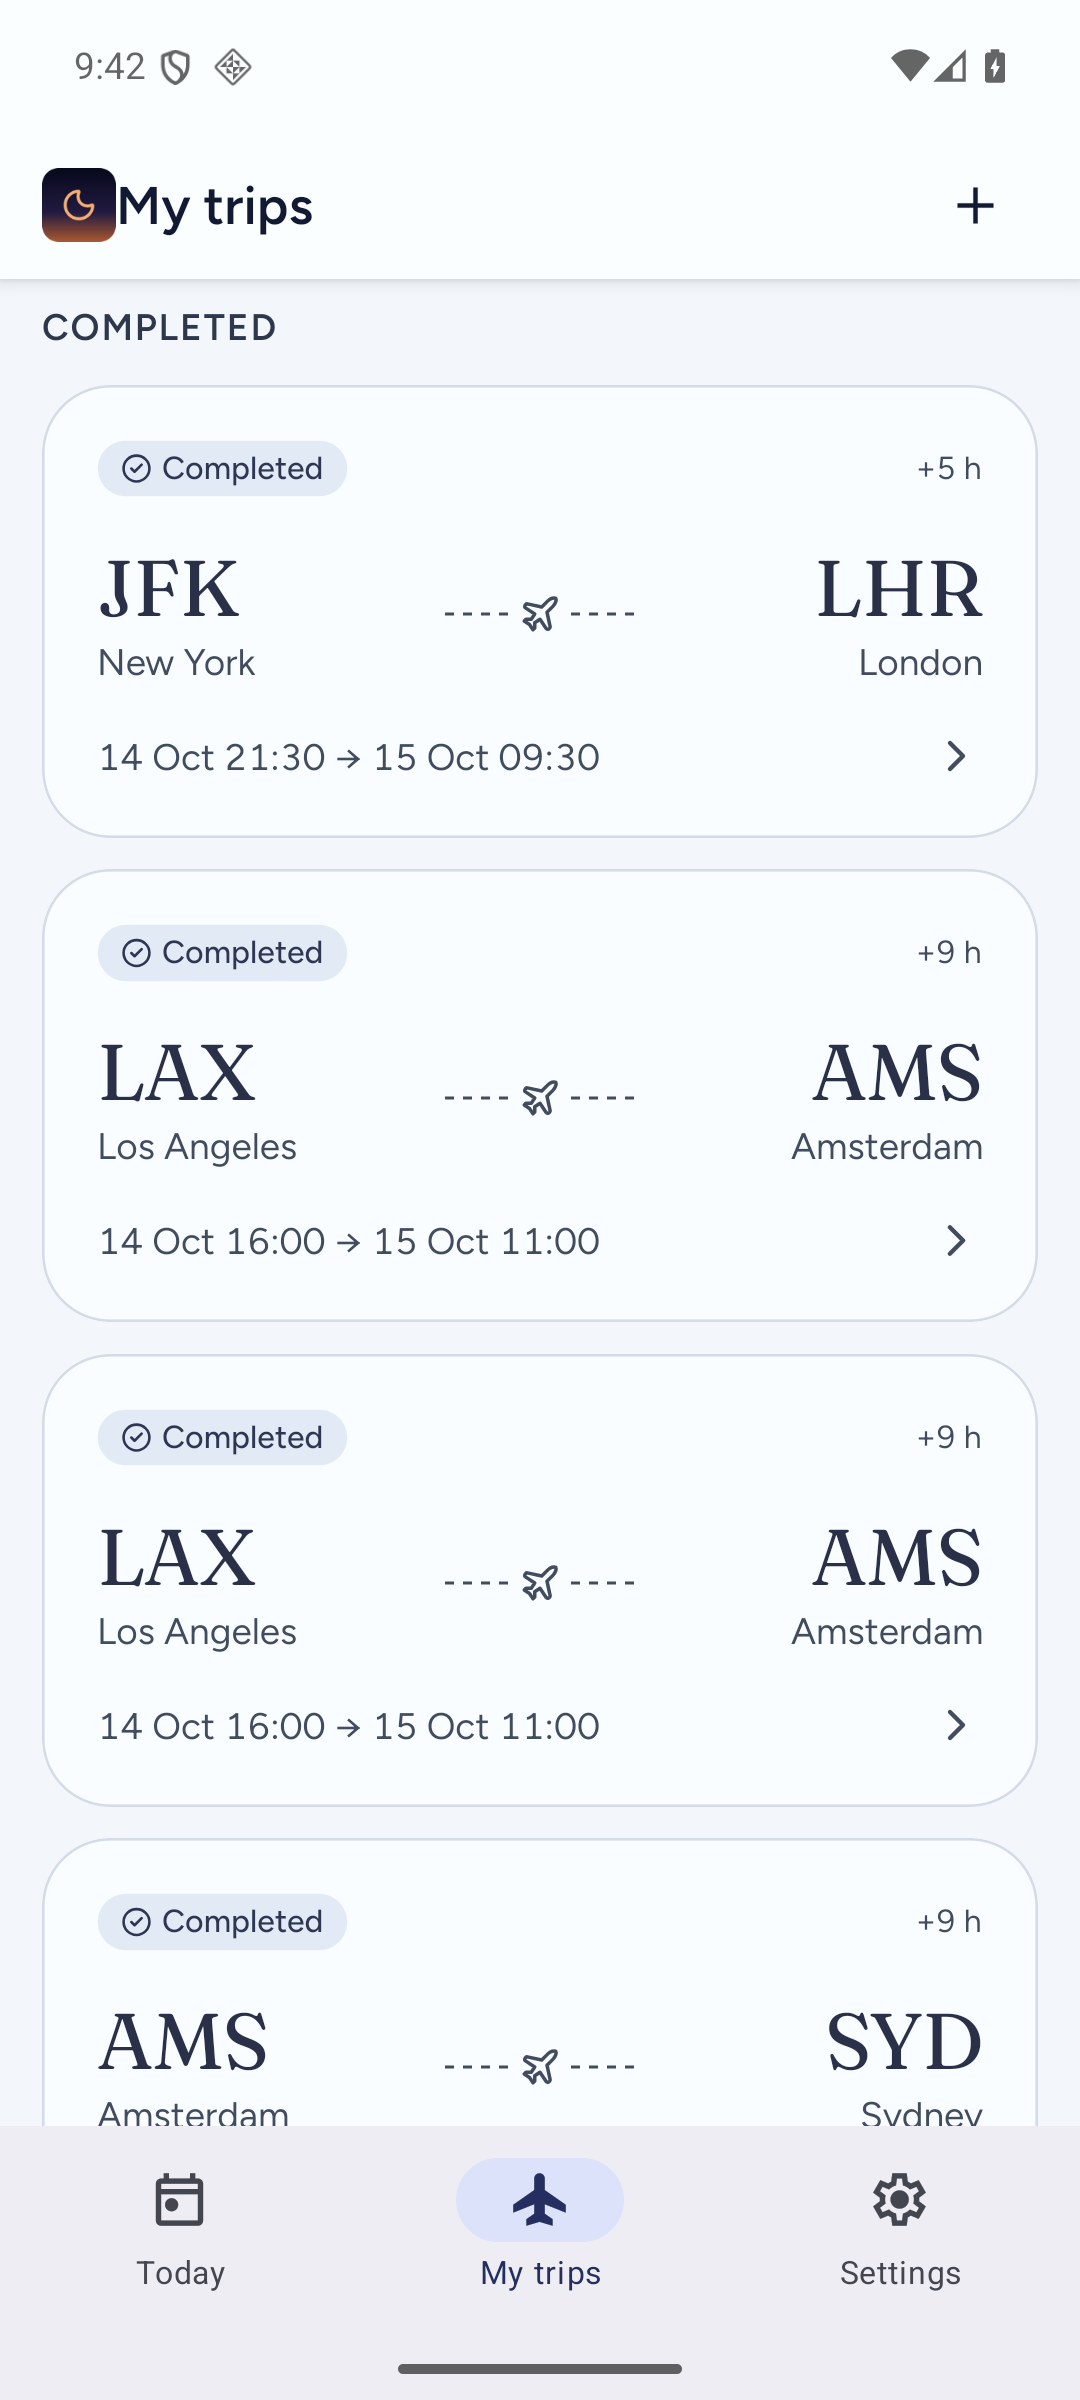 9:42
My trips
COMPLETED
Completed +5 h
JFK LHR
New York London
14 Oct 21:30 → 15 Oct 09:30
Completed +9 h
LAX AMS
Los Angeles Amsterdam
14 Oct 16:00 → 15 Oct 11:00
Completed +9 h
LAX AMS
Los Angeles Amsterdam
14 Oct 16:00 → 15 Oct 11:00
Completed +9 h
AMS SYD
Amsterdam Sydney
Today My trips Settings